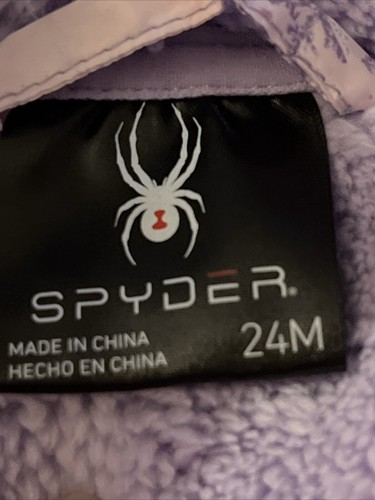 SPYDER®
MADE IN CHINA
HECHO EN CHINA
24M